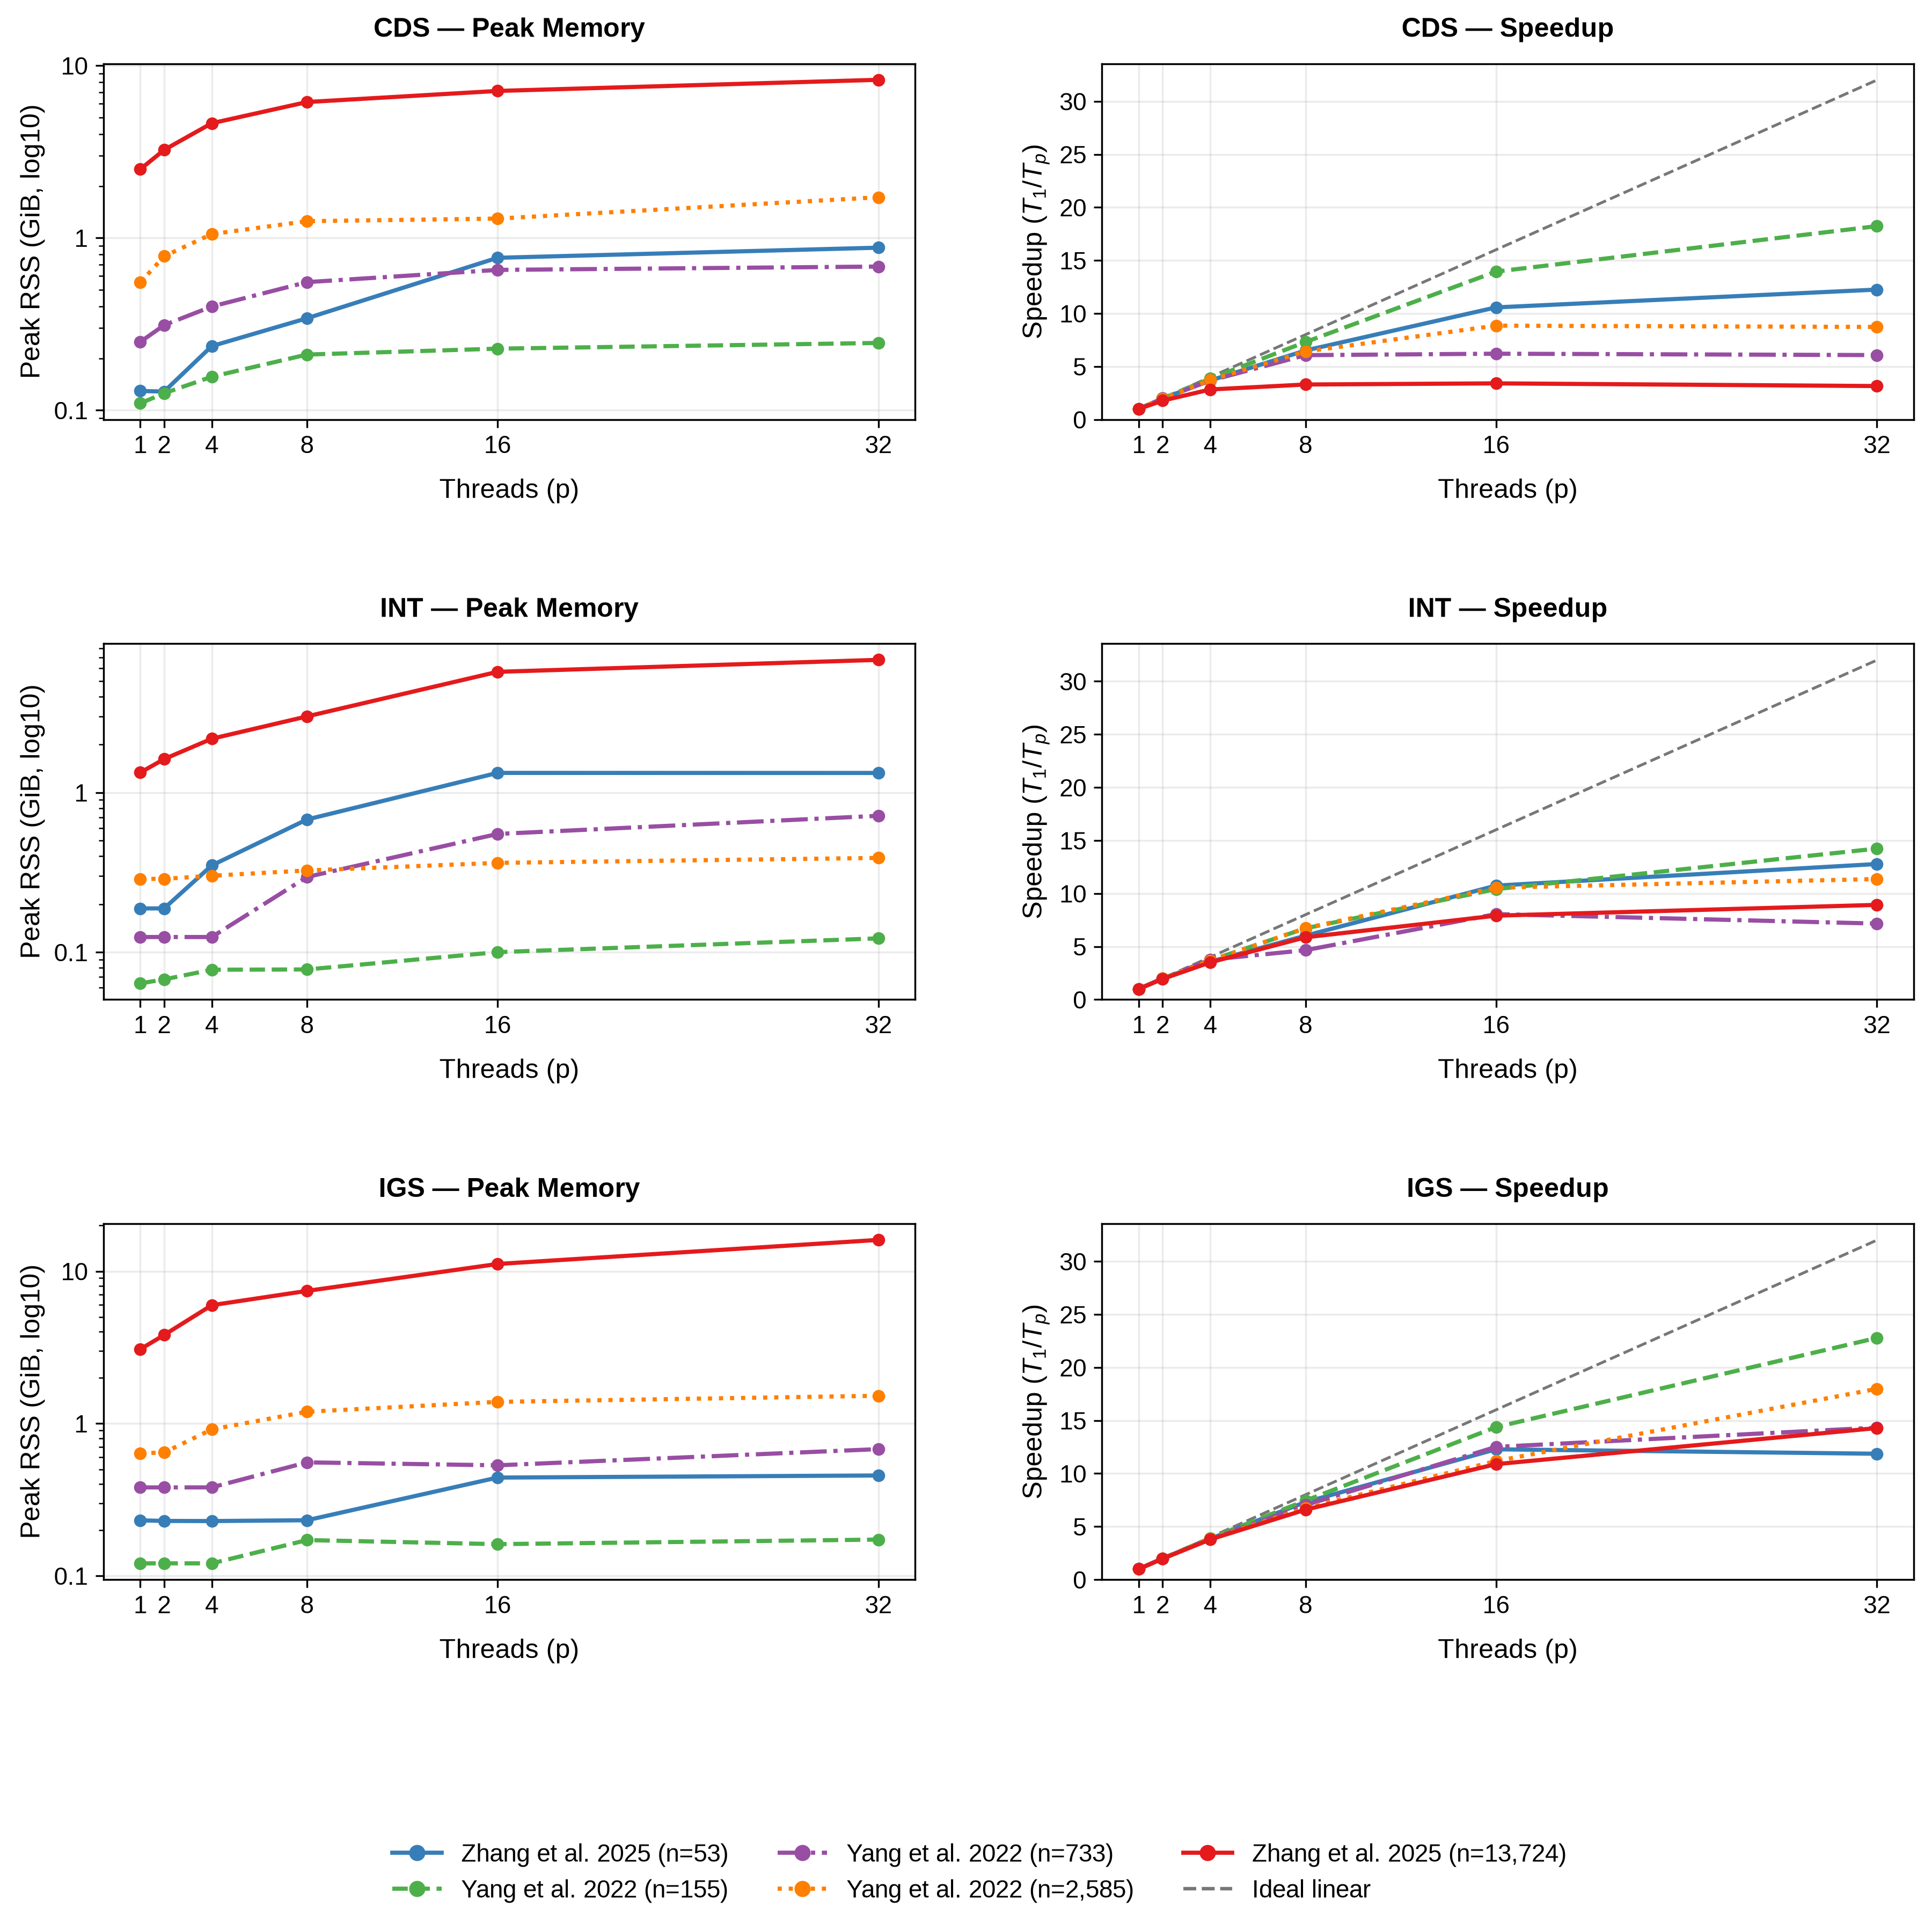 CDS — Peak Memory
Peak RSS (GiB, log10)
10
1
0.1
1 2 4 8 16 32
Threads (p)
CDS — Speedup
Speedup (T1/Tp)
30
25
20
15
10
5
0
1 2 4 8 16 32
Threads (p)
INT — Peak Memory
Peak RSS (GiB, log10)
1
0.1
1 2 4 8 16 32
Threads (p)
INT — Speedup
Speedup (T1/Tp)
30
25
20
15
10
5
0
1 2 4 8 16 32
Threads (p)
IGS — Peak Memory
Peak RSS (GiB, log10)
10
1
0.1
1 2 4 8 16 32
Threads (p)
IGS — Speedup
Speedup (T1/Tp)
30
25
20
15
10
5
0
1 2 4 8 16 32
Threads (p)
Zhang et al. 2025 (n=53) Yang et al. 2022 (n=733) Zhang et al. 2025 (n=13,724)
Yang et al. 2022 (n=155) Yang et al. 2022 (n=2,585) Ideal linear